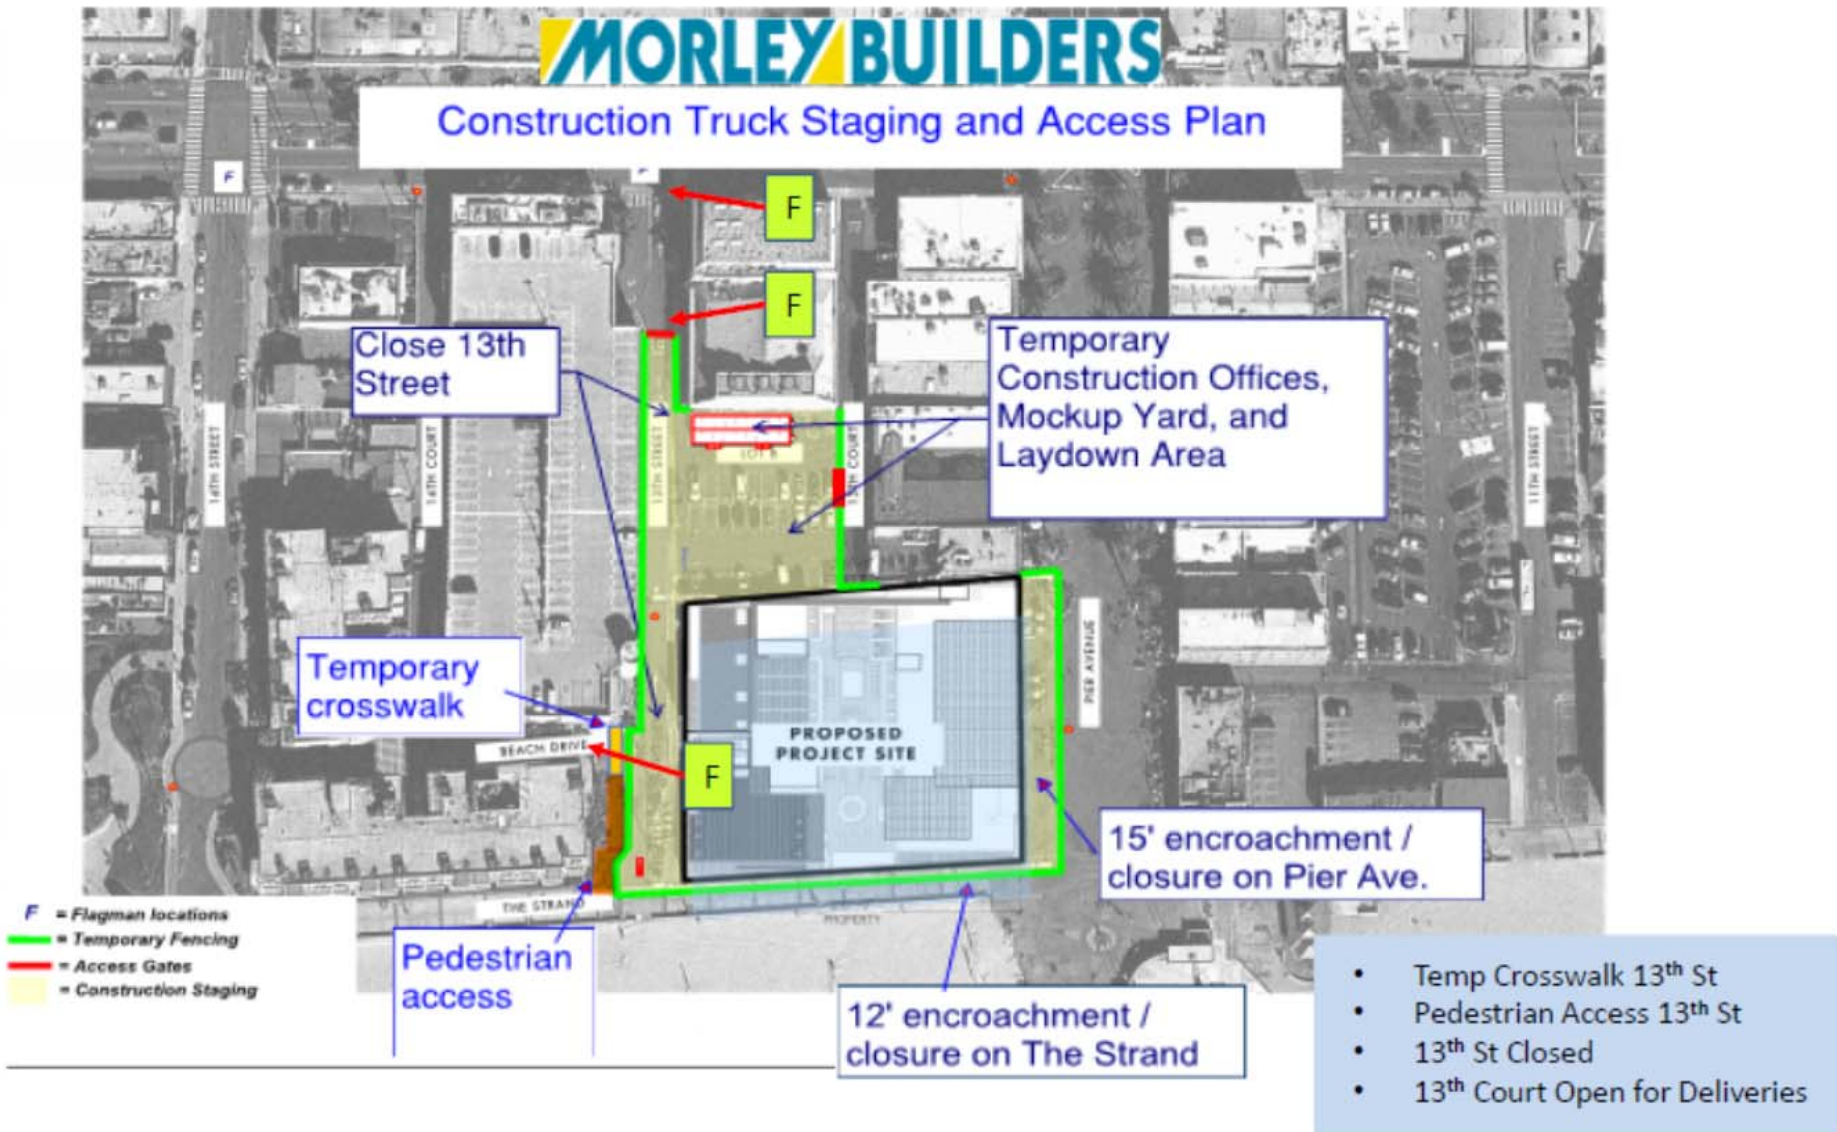 MORLEY BUILDERS
Construction Truck Staging and Access Plan
F
F
F
F
Close 13th
Street
Temporary
Construction Offices,
Mockup Yard, and
Laydown Area
14TH STREET
14TH COURT
13TH STREET
LOT B
13TH COURT
11TH STREET
PIER AVENUE
Temporary
crosswalk
BEACH DRIVE
F
PROPOSED
PROJECT SITE
15' encroachment /
closure on Pier Ave.
THE STRAND
PROPERTY
F = Flagman locations
= Temporary Fencing
= Access Gates
= Construction Staging
Pedestrian
access
12' encroachment /
closure on The Strand
• Temp Crosswalk 13th St
• Pedestrian Access 13th St
• 13th St Closed
• 13th Court Open for Deliveries